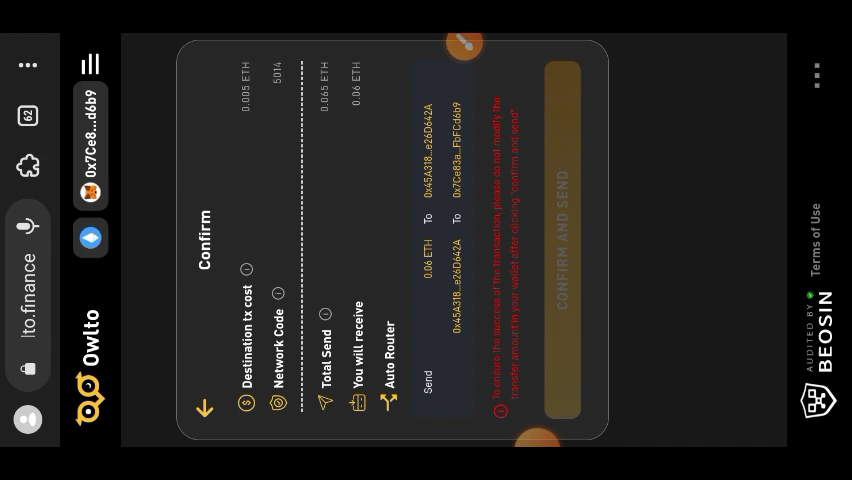 lto.finance
62
Owlto
0x7Ce8...d6b9
Confirm
Destination tx cost 0.005 ETH
Network Code 5014
Total Send 0.065 ETH
You will receive 0.06 ETH
Auto Router
Send 0.06 ETH To 0x45A318...e26D642A
0x45A318...e26D642A To 0x7Ce83a...FbFCd6b9
To ensure the success of the transaction, please do not modify the
transfer amount in your wallet after clicking "confirm and send".
CONFIRM AND SEND
AUDITED BY
BEOSIN
Terms of Use